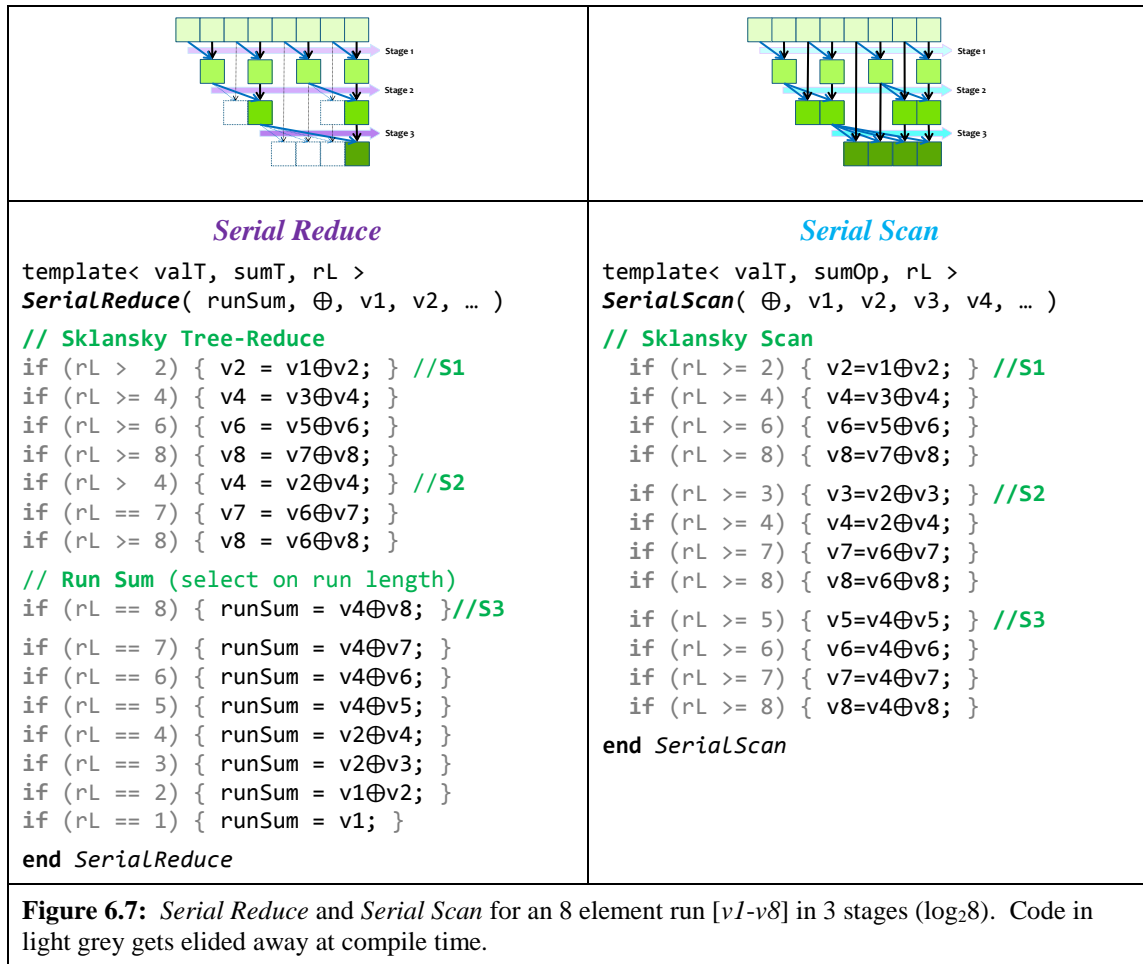 Stage 1
Stage 2
Stage 3
Stage 1
Stage 2
Stage 3
Serial Reduce
template< valT, sumT, rL >
SerialReduce( runSum, ⊕, v1, v2, … )
// Sklansky Tree-Reduce
if (rL >  2) { v2 = v1⊕v2; } //S1
if (rL >= 4) { v4 = v3⊕v4; }
if (rL >= 6) { v6 = v5⊕v6; }
if (rL >= 8) { v8 = v7⊕v8; }
if (rL >  4) { v4 = v2⊕v4; } //S2
if (rL == 7) { v7 = v6⊕v7; }
if (rL >= 8) { v8 = v6⊕v8; }
// Run Sum (select on run length)
if (rL == 8) { runSum = v4⊕v8; }//S3
if (rL == 7) { runSum = v4⊕v7; }
if (rL == 6) { runSum = v4⊕v6; }
if (rL == 5) { runSum = v4⊕v5; }
if (rL == 4) { runSum = v2⊕v4; }
if (rL == 3) { runSum = v2⊕v3; }
if (rL == 2) { runSum = v1⊕v2; }
if (rL == 1) { runSum = v1; }
end SerialReduce
Serial Scan
template< valT, sumOp, rL >
SerialScan( ⊕, v1, v2, v3, v4, … )
// Sklansky Scan
if (rL >= 2) { v2=v1⊕v2; } //S1
if (rL >= 4) { v4=v3⊕v4; }
if (rL >= 6) { v6=v5⊕v6; }
if (rL >= 8) { v8=v7⊕v8; }
if (rL >= 3) { v3=v2⊕v3; } //S2
if (rL >= 4) { v4=v2⊕v4; }
if (rL >= 7) { v7=v6⊕v7; }
if (rL >= 8) { v8=v6⊕v8; }
if (rL >= 5) { v5=v4⊕v5; } //S3
if (rL >= 6) { v6=v4⊕v6; }
if (rL >= 7) { v7=v4⊕v7; }
if (rL >= 8) { v8=v4⊕v8; }
end SerialScan
Figure 6.7: Serial Reduce and Serial Scan for an 8 element run [v1-v8] in 3 stages (log₂8). Code in
light grey gets elided away at compile time.